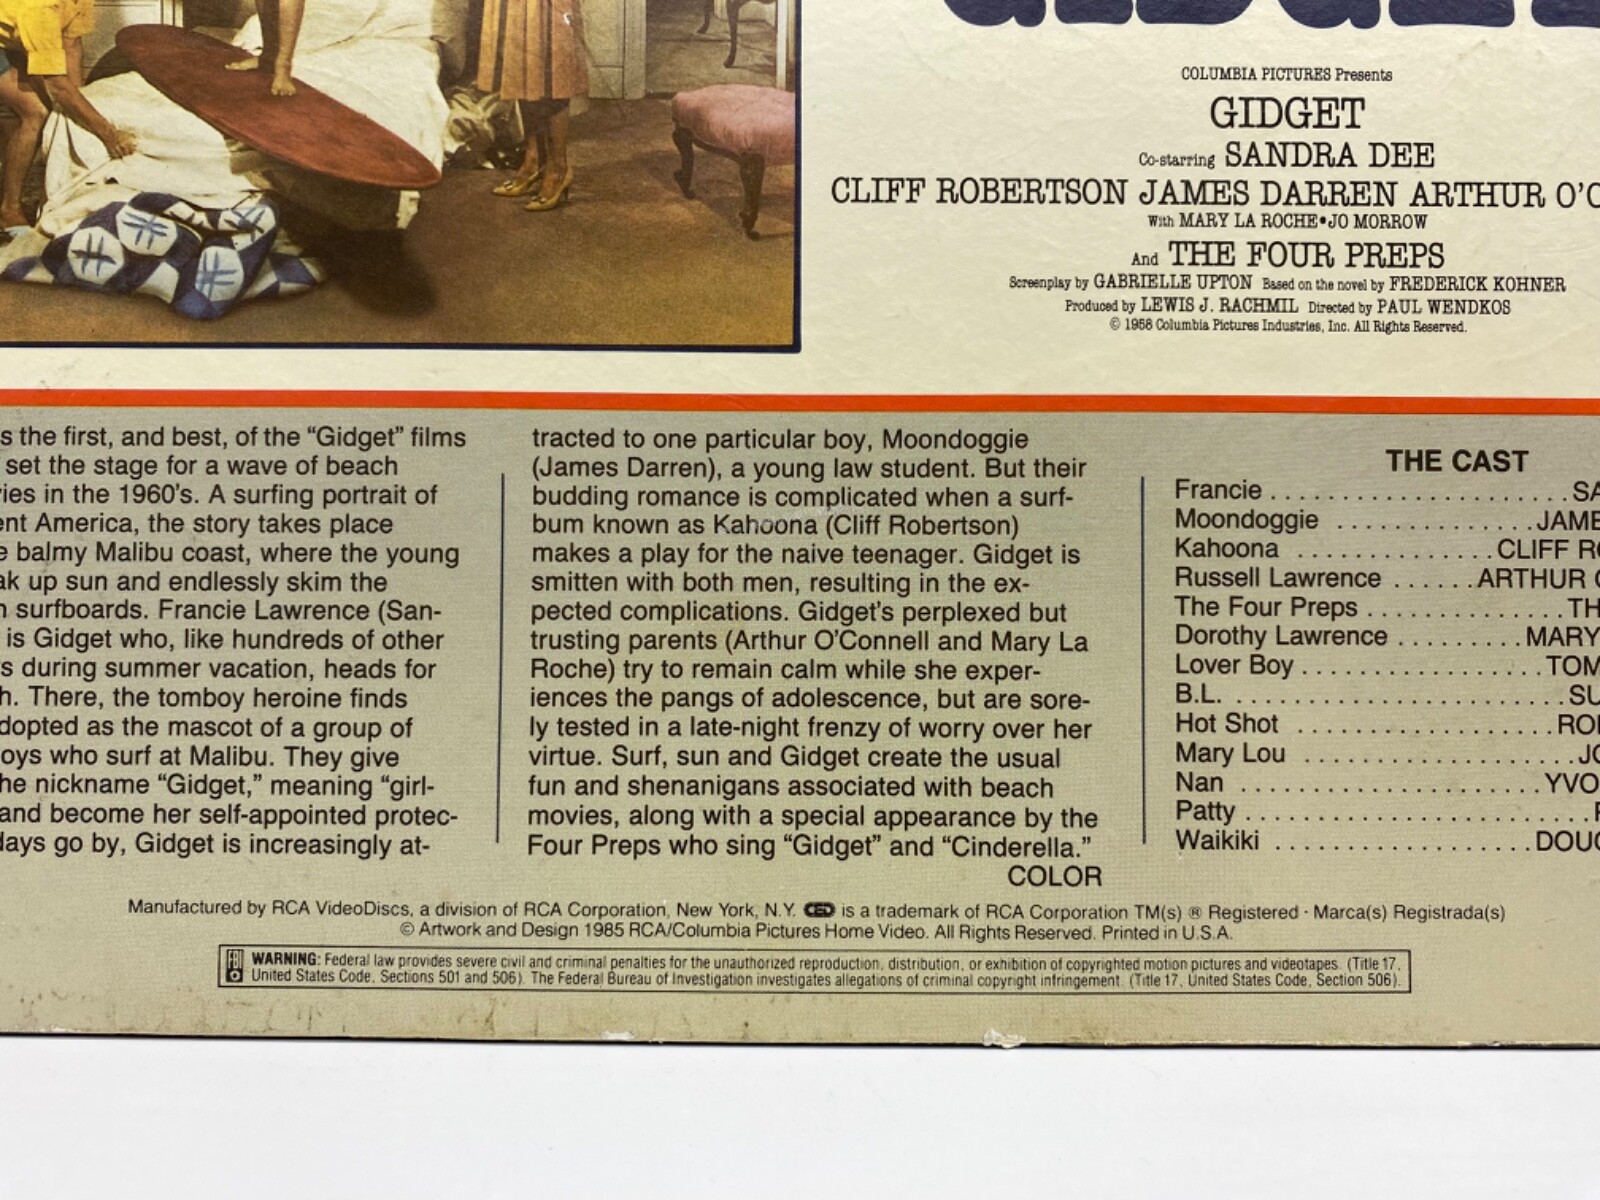 COLUMBIA PICTURES Presents
GIDGET
Co-starring SANDRA DEE
CLIFF ROBERTSON JAMES DARREN ARTHUR O'C
With MARY LA ROCHE•JO MORROW
And THE FOUR PREPS
Screenplay by GABRIELLE UPTON Based on the novel by FREDERICK KOHNER
Produced by LEWIS J. RACHMIL Directed by PAUL WENDKOS
© 1958 Columbia Pictures Industries, Inc. All Rights Reserved.
s the first, and best, of the “Gidget” films
set the stage for a wave of beach
ies in the 1960's. A surfing portrait of
ent America, the story takes place
e balmy Malibu coast, where the young
ak up sun and endlessly skim the
n surfboards. Francie Lawrence (San-
is Gidget who, like hundreds of other
s during summer vacation, heads for
h. There, the tomboy heroine finds
dopted as the mascot of a group of
oys who surf at Malibu. They give
he nickname “Gidget,” meaning “girl-
and become her self-appointed protec-
days go by, Gidget is increasingly at-
tracted to one particular boy, Moondoggie
(James Darren), a young law student. But their
budding romance is complicated when a surf-
bum known as Kahoona (Cliff Robertson)
makes a play for the naive teenager. Gidget is
smitten with both men, resulting in the ex-
pected complications. Gidget's perplexed but
trusting parents (Arthur O'Connell and Mary La
Roche) try to remain calm while she exper-
iences the pangs of adolescence, but are sore-
ly tested in a late-night frenzy of worry over her
virtue. Surf, sun and Gidget create the usual
fun and shenanigans associated with beach
movies, along with a special appearance by the
Four Preps who sing “Gidget” and “Cinderella.”
COLOR
THE CAST
Francie . . . . . . . . . . . . . . . . . . . . . . SA
Moondoggie . . . . . . . . . . . . . . . JAME
Kahoona . . . . . . . . . . . . . . . CLIFF RO
Russell Lawrence . . . . . . ARTHUR O
The Four Preps . . . . . . . . . . . . . . . TH
Dorothy Lawrence . . . . . . . . . MARY
Lover Boy . . . . . . . . . . . . . . . . . . TOM
B.L. . . . . . . . . . . . . . . . . . . . . . . . . SU
Hot Shot . . . . . . . . . . . . . . . . . . . ROB
Mary Lou . . . . . . . . . . . . . . . . . . . . JO
Nan . . . . . . . . . . . . . . . . . . . . . . YVO
Patty . . . . . . . . . . . . . . . . . . . . . . . .
Waikiki . . . . . . . . . . . . . . . . . . DOUG
Manufactured by RCA VideoDiscs, a division of RCA Corporation, New York, N.Y. CED is a trademark of RCA Corporation TM(s) ® Registered · Marca(s) Registrada(s)
© Artwork and Design 1985 RCA/Columbia Pictures Home Video. All Rights Reserved. Printed in U.S.A.
FBI WARNING: Federal law provides severe civil and criminal penalties for the unauthorized reproduction, distribution, or exhibition of copyrighted motion pictures and videotapes. (Title 17,
United States Code, Sections 501 and 506). The Federal Bureau of Investigation investigates allegations of criminal copyright infringement. (Title 17, United States Code, Section 506).